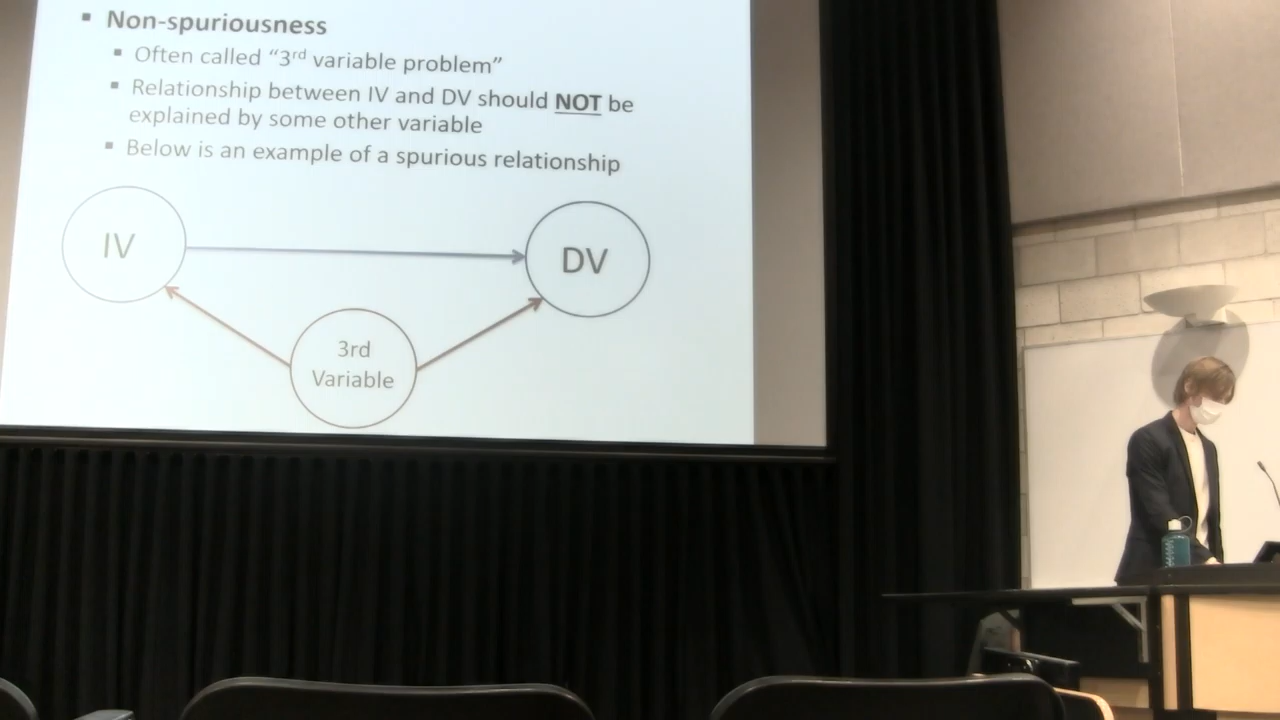 Non-spuriousness
Often called “3rd variable problem”
Relationship between IV and DV should NOT be
explained by some other variable
Below is an example of a spurious relationship
IV
DV
3rd
Variable